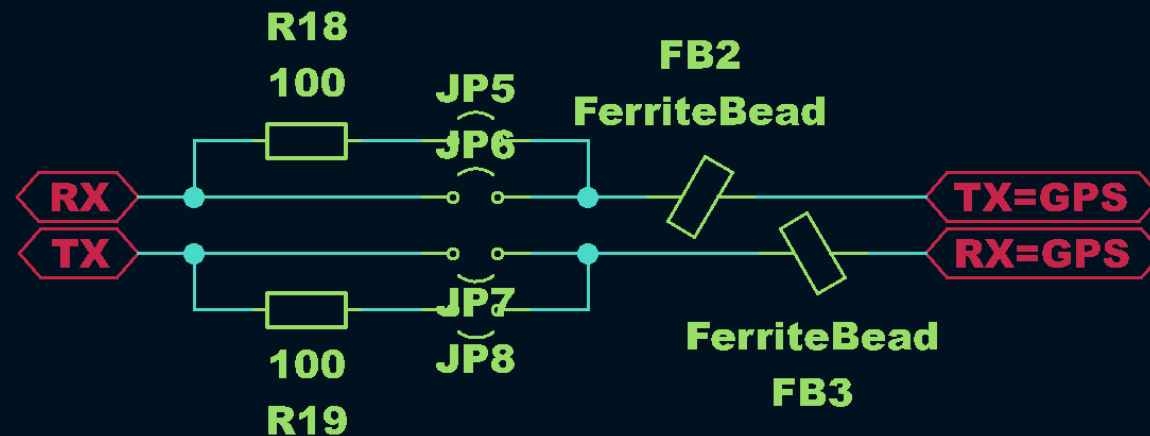 R18
100
JP5
FB2
FerriteBead
JP6
RX
TX=GPS
TX
RX=GPS
JP7
100
JP8
FerriteBead
R19
FB3